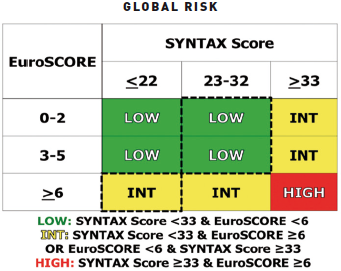 GLOBAL RISK
EuroSCORE
SYNTAX Score
<22 23-32 ≥33
0-2 LOW LOW INT
3-5 LOW LOW INT
≥6 INT INT HIGH
LOW: SYNTAX Score <33 & EuroSCORE <6
INT: SYNTAX Score <33 & EuroSCORE ≥6
OR EuroSCORE <6 & SYNTAX Score ≥33
HIGH: SYNTAX Score ≥33 & EuroSCORE ≥6